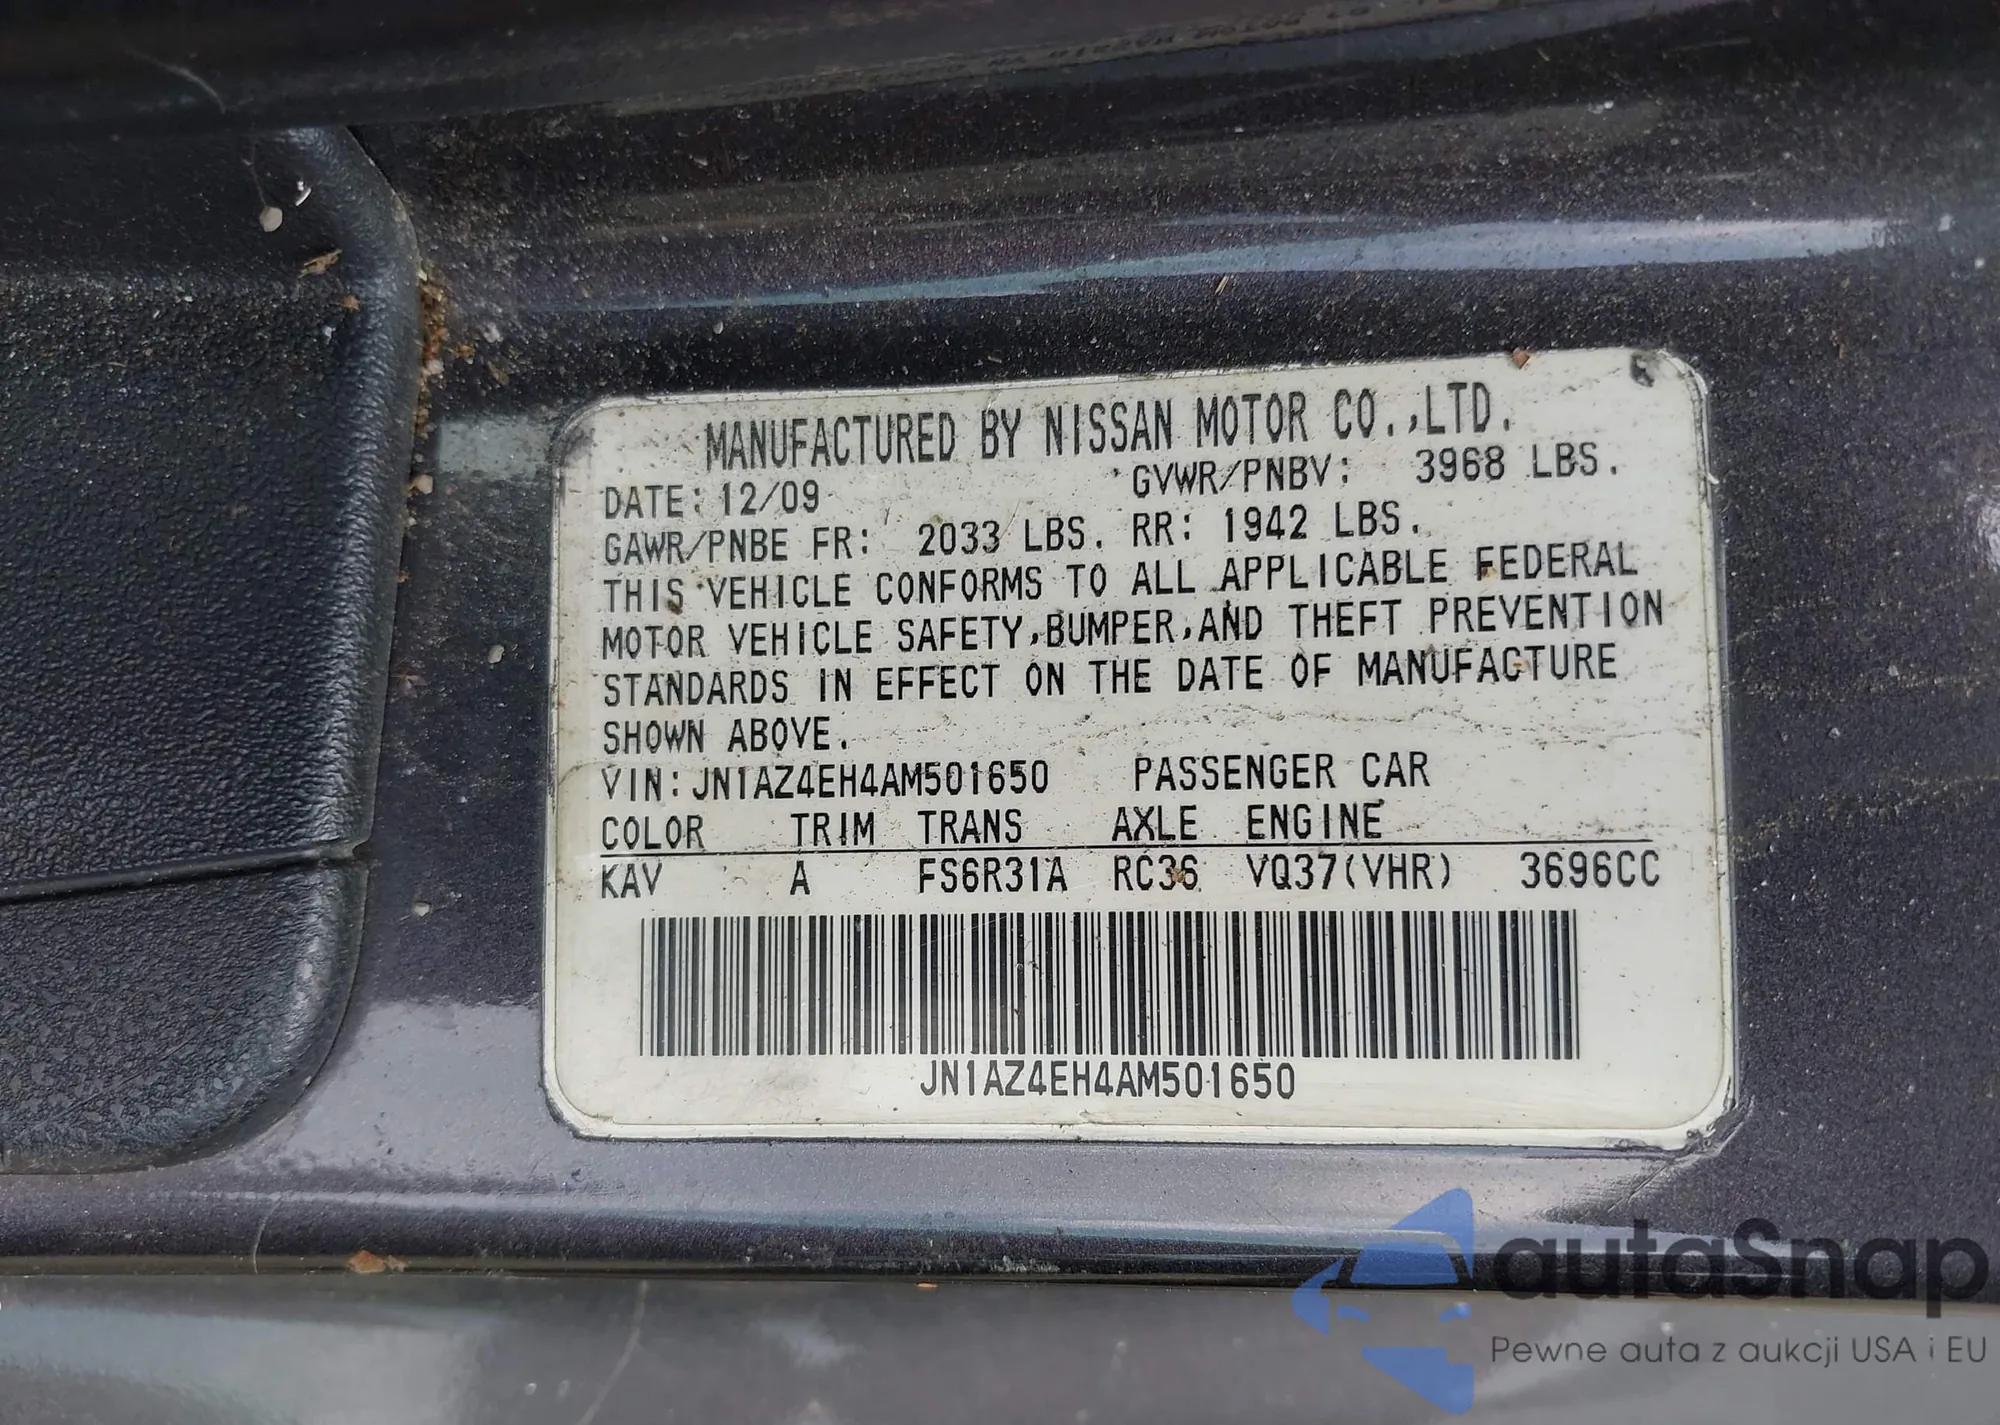 MANUFACTURED BY NISSAN MOTOR CO.,LTD.
DATE: 12/09 GVWR/PNBV: 3968 LBS.
GAWR/PNBE FR: 2033 LBS. RR: 1942 LBS.
THIS VEHICLE CONFORMS TO ALL APPLICABLE FEDERAL
MOTOR VEHICLE SAFETY,BUMPER,AND THEFT PREVENTION
STANDARDS IN EFFECT ON THE DATE OF MANUFACTURE
SHOWN ABOVE.
VIN:JN1AZ4EH4AM501650 PASSENGER CAR
COLOR TRIM TRANS AXLE ENGINE
KAV A FS6R31A RC36 VQ37(VHR) 3696CC
JN1AZ4EH4AM501650
autoSnap
Pewne auta z aukcji USA i EU